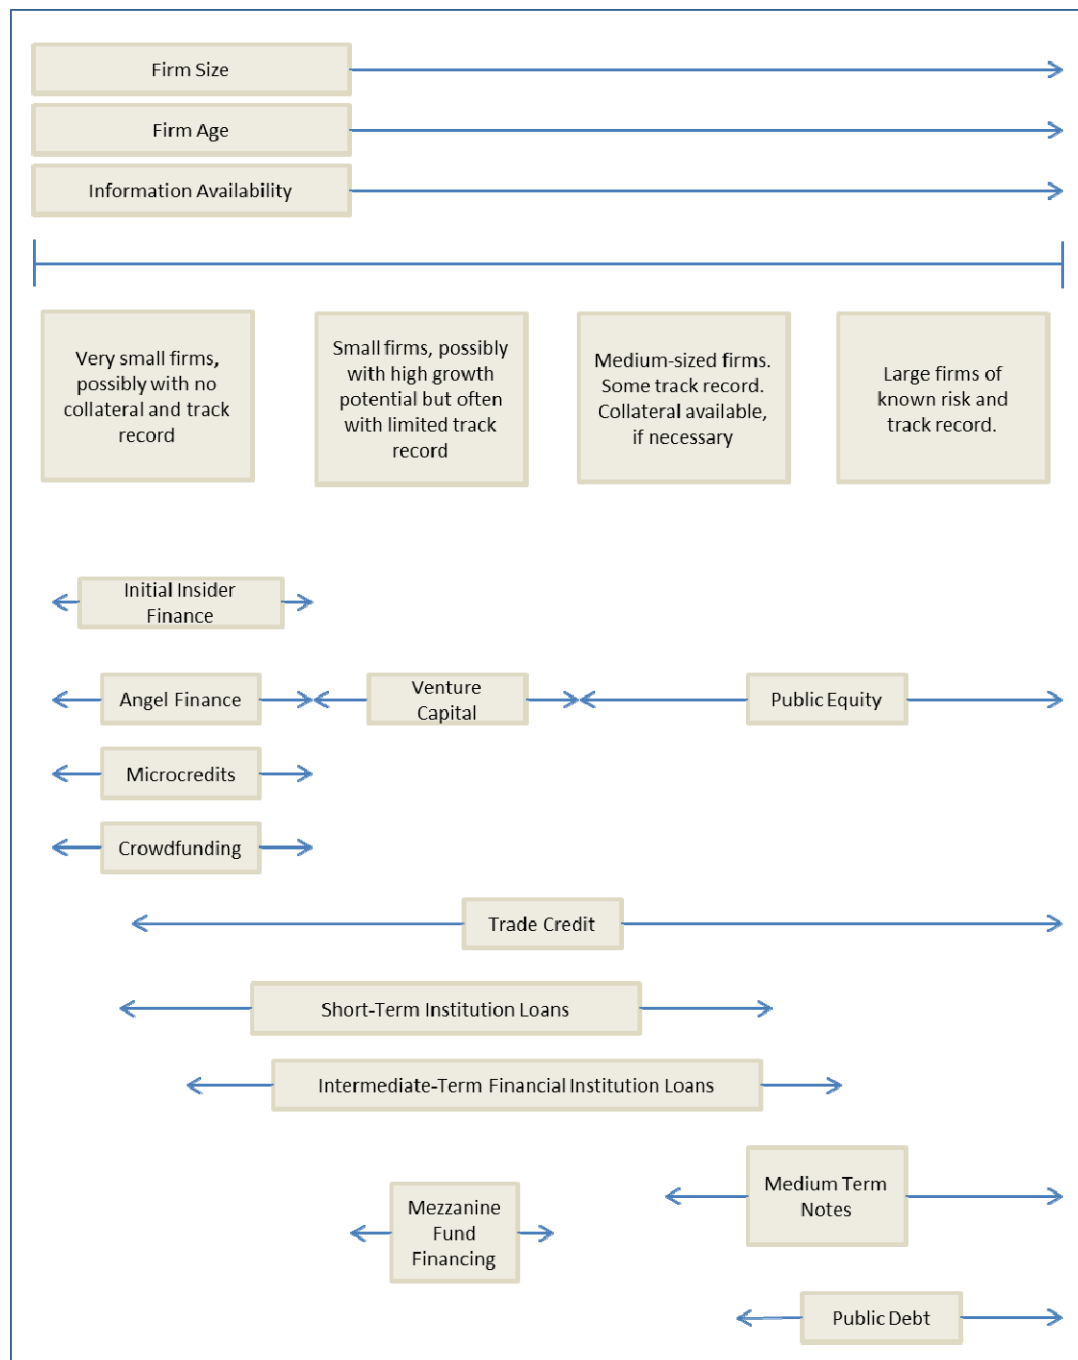 Firm Size
Firm Age
Information Availability
Very small firms,
possibly with no
collateral and track
record
Small firms, possibly
with high growth
potential but often
with limited track
record
Medium-sized firms.
Some track record.
Collateral available,
if necessary
Large firms of
known risk and
track record.
Initial Insider
Finance
Angel Finance
Venture
Capital
Public Equity
Microcredits
Crowdfunding
Trade Credit
Short-Term Institution Loans
Intermediate-Term Financial Institution Loans
Medium Term
Notes
Mezzanine
Fund
Financing
Public Debt